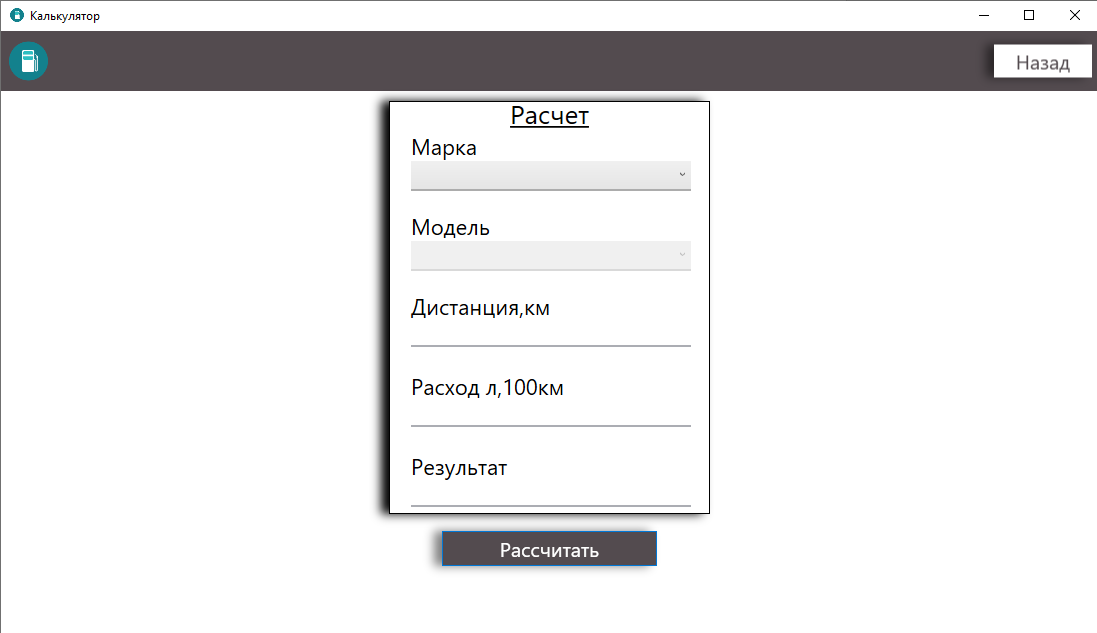 Калькулятор
Назад
Расчет
Марка
Модель
Дистанция,км
Расход л,100км
Результат
Рассчитать